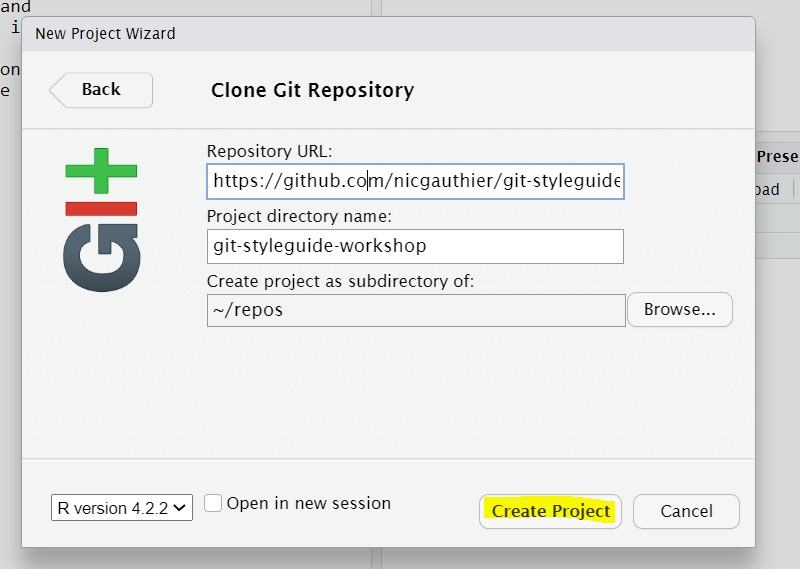 and
i
on
e
New Project Wizard
Back
Clone Git Repository
GIt
Repository URL:
https://github.com/nicgauthier/git-styleguide
Project directory name:
git-styleguide-workshop
Create project as subdirectory of:
~/repos
Browse...
Prese
oad
R version 4.2.2
Open in new session
Create Project
Cancel